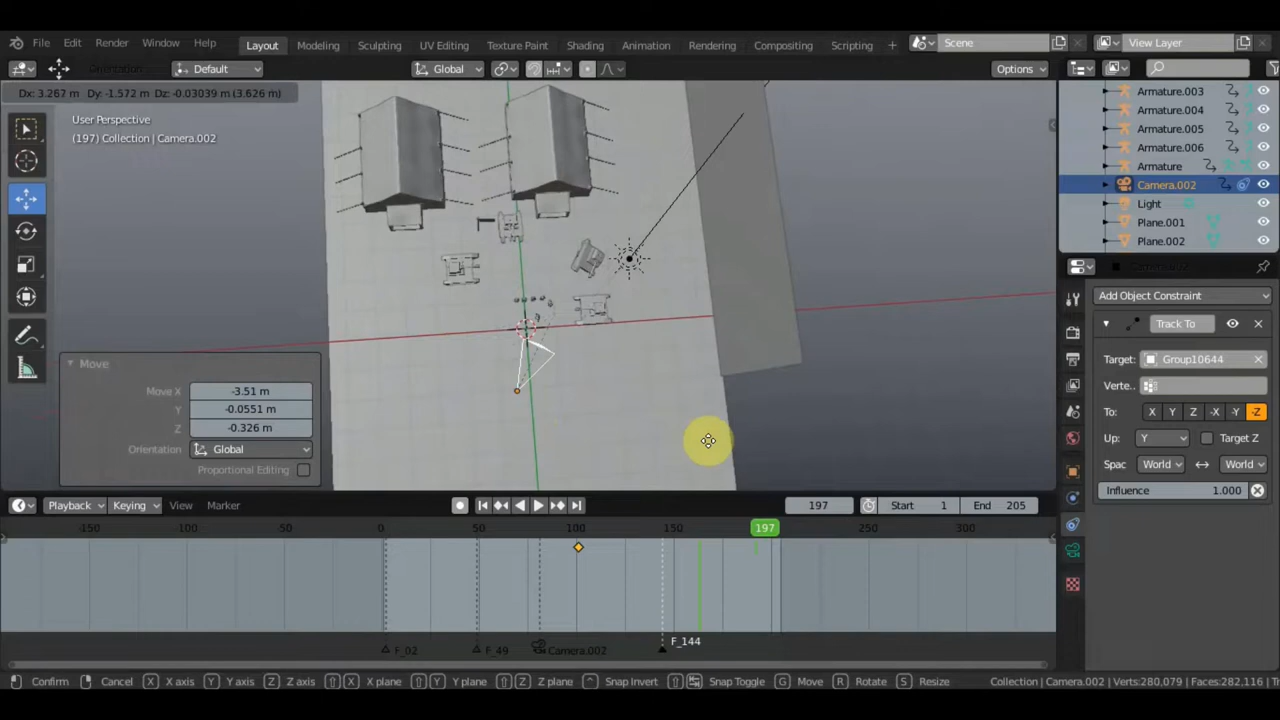 File Edit Render Window Help Layout Modeling Sculpting UV Editing Texture Paint Shading Animation Rendering Compositing Scripting + Scene View Layer
Orientation: Default Global Options
Dx: 3.267 m Dy: -1.572 m Dz: -0.03039 m (3.626 m)
User Perspective
(197) Collection | Camera.002
Armature.003
Armature.004
Armature.005
Armature.006
Armature
Camera.002
Light
Plane.001
Plane.002
Add Object Constraint
Track To
Target: Group10644
Verte..
To: X Y Z -X -Y -Z
Up: Y Target Z
Spac World World
Influence 1.000
Move
Move X -3.51 m
Y -0.0551 m
Z -0.326 m
Orientation Global
Proportional Editing
Playback Keying View Marker 197 Start 1 End 205
-150 -100 -50 0 50 100 150 197 250 300
F_02 F_49 Camera.002 F_144
Confirm Cancel X X axis Y Y axis Z Z axis X X plane Y Y plane Z Z plane Snap Invert Snap Toggle G Move R Rotate S Resize Collection | Camera.002 | Verts:280,079 | Faces:282,116 | Tri